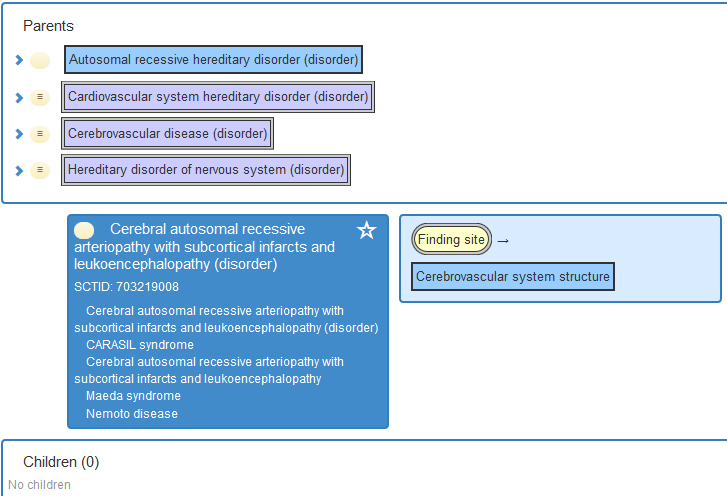 Parents
Autosomal recessive hereditary disorder (disorder)
≡ Cardiovascular system hereditary disorder (disorder)
≡ Cerebrovascular disease (disorder)
≡ Hereditary disorder of nervous system (disorder)
Cerebral autosomal recessive
arteriopathy with subcortical infarcts and
leukoencephalopathy (disorder)
SCTID: 703219008
Cerebral autosomal recessive arteriopathy with
subcortical infarcts and leukoencephalopathy (disorder)
CARASIL syndrome
Cerebral autosomal recessive arteriopathy with
subcortical infarcts and leukoencephalopathy
Maeda syndrome
Nemoto disease
Finding site →
Cerebrovascular system structure
Children (0)
No children